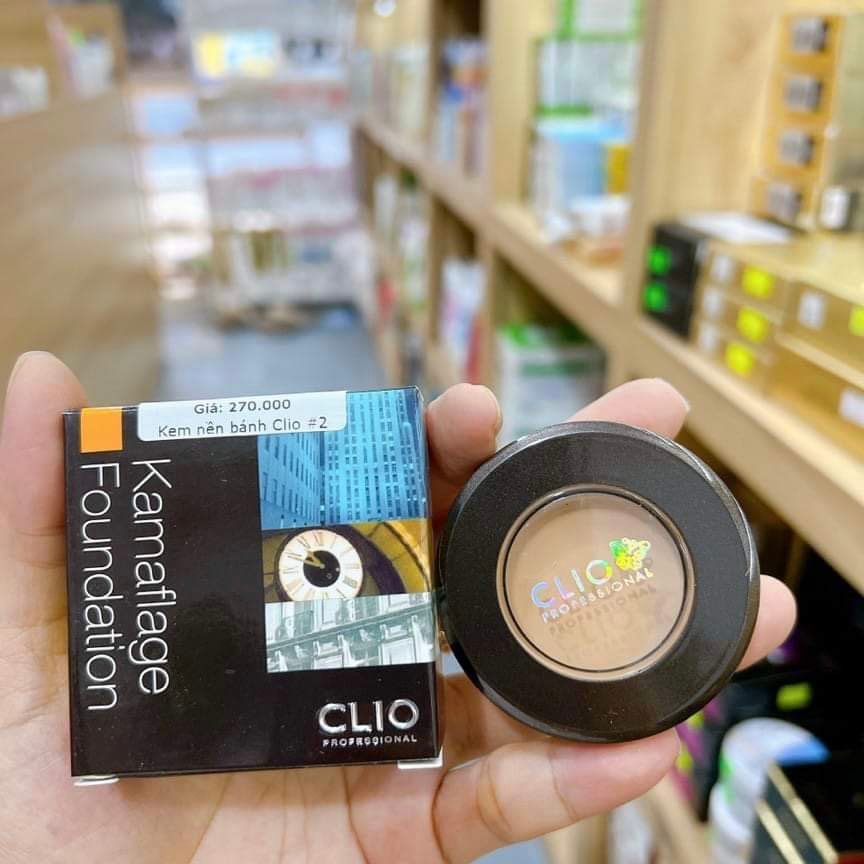 Giá: 270.000
Kem nền bánh Clio #2
Kamaflage
Foundation
CLIO
PROFESSIONAL
CLIO
PROFESSIONAL